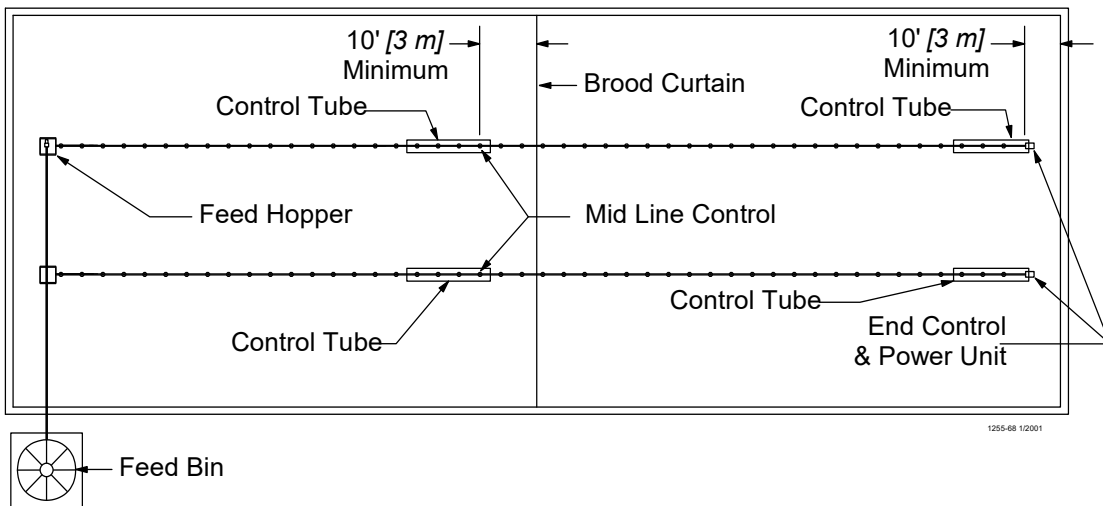 10' [3 m]
Minimum
10' [3 m]
Minimum
Brood Curtain
Control Tube
Control Tube
Feed Hopper
Mid Line Control
Control Tube
Control Tube
End Control
& Power Unit
1255-68 1/2001
Feed Bin